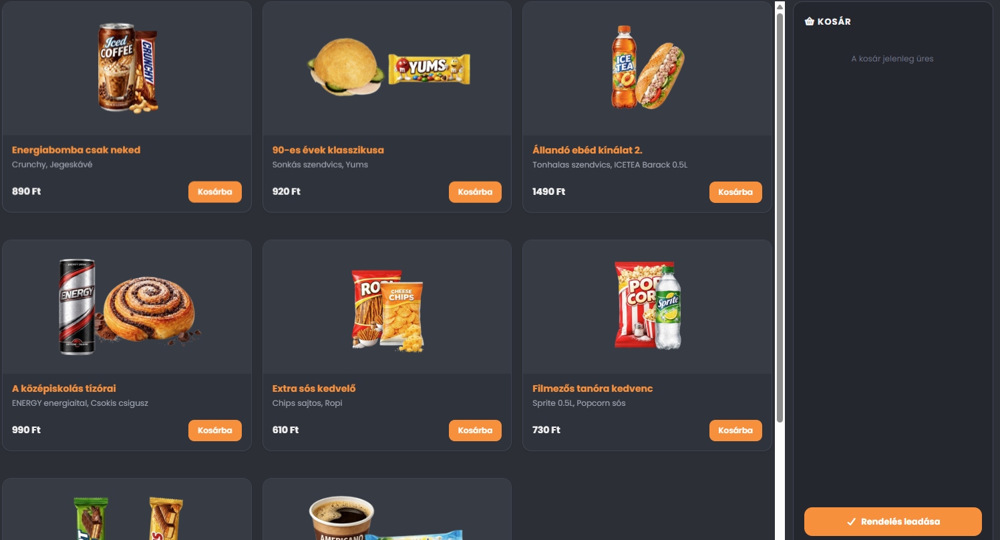 KOSÁR
A kosár jelenleg üres
Iced
COFFEE
CRUNCHY
YUMS
ICE
TEA
Energiabomba csak neked
Crunchy, Jegeskávé
890 Ft
Kosárba
90-es évek klasszikusa
Sonkás szendvics, Yums
920 Ft
Kosárba
Állandó ebéd kínálat 2.
Tonhalas szendvics, ICETEA Barack 0.5L
1490 Ft
Kosárba
ENERGY
ROPI
CHEESE
CHIPS
POP
CORN
Sprite
A középiskolás tízórai
ENERGY energiaital, Csokis csigusz
990 Ft
Kosárba
Extra sós kedvelő
Chips sajtos, Ropi
610 Ft
Kosárba
Filmezős tanóra kedvenc
Sprite 0.5L, Popcorn sós
730 Ft
Kosárba
AMERICANO
Rendelés leadása